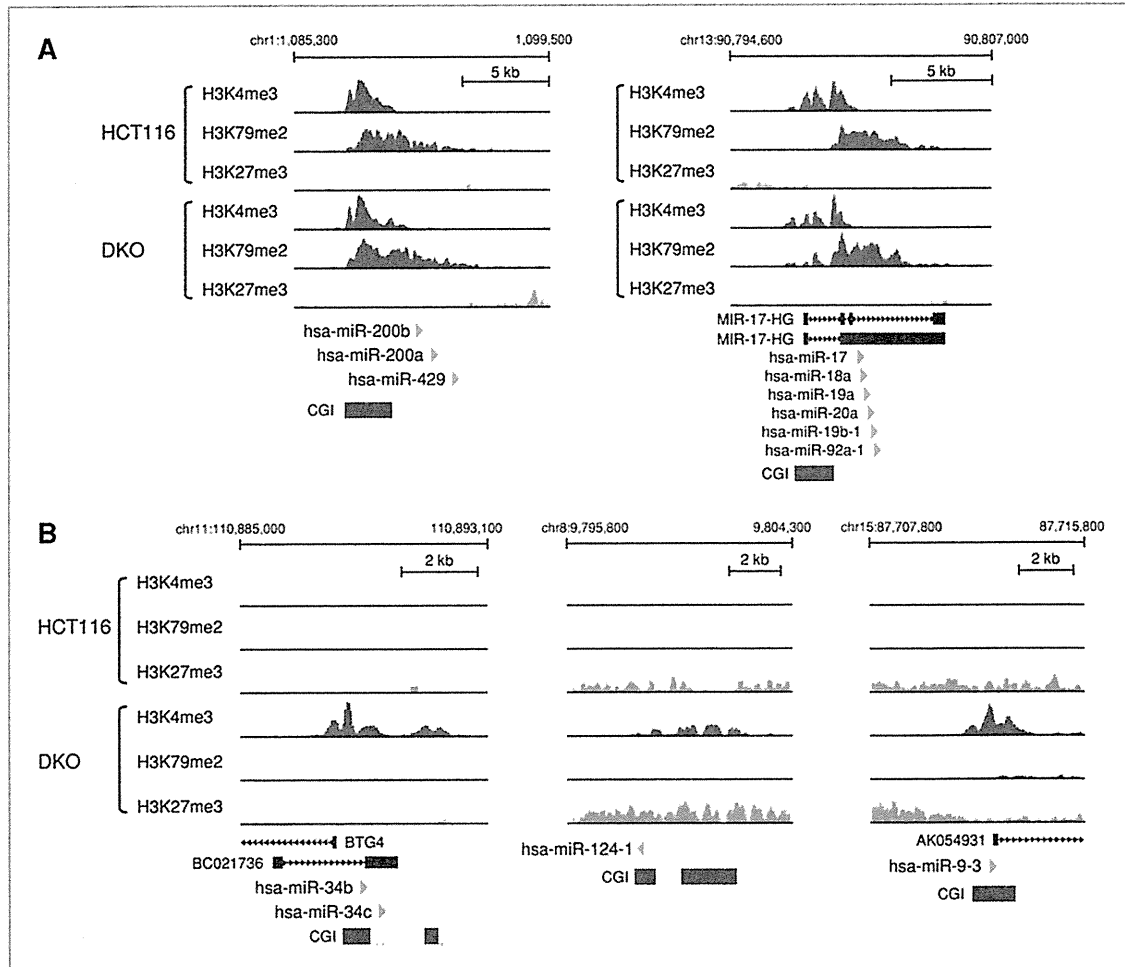 A
chr1:1,085,300 1,099,500
5 kb
HCT116
H3K4me3
H3K79me2
H3K27me3
DKO
H3K4me3
H3K79me2
H3K27me3
hsa-miR-200b
hsa-miR-200a
hsa-miR-429
CGI
chr13:90,794,600 90,807,000
5 kb
H3K4me3
H3K79me2
H3K27me3
H3K4me3
H3K79me2
H3K27me3
MIR-17-HG
MIR-17-HG
hsa-miR-17
hsa-miR-18a
hsa-miR-19a
hsa-miR-20a
hsa-miR-19b-1
hsa-miR-92a-1
CGI
B
chr11:110,885,000 110,893,100
2 kb
HCT116
H3K4me3
H3K79me2
H3K27me3
DKO
H3K4me3
H3K79me2
H3K27me3
BTG4
BC021736
hsa-miR-34b
hsa-miR-34c
CGI
chr8:9,795,800 9,804,300
2 kb
hsa-miR-124-1
CGI
chr15:87,707,800 87,715,800
2 kb
AK054931
hsa-miR-9-3
CGI